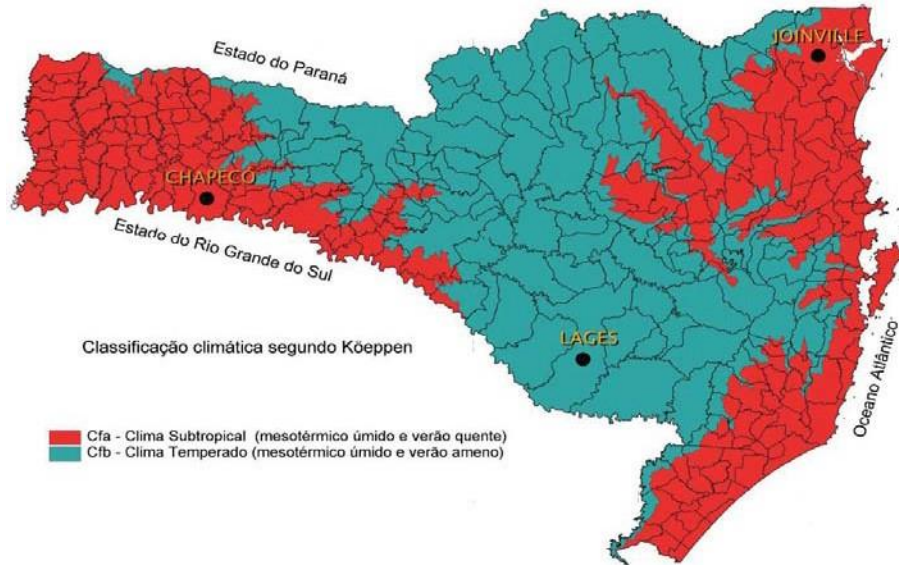 Estado do Paraná
JOINVILLE
CHAPECÓ
Estado do Rio Grande do Sul
Classificação climática segundo Köeppen
LAGES
Oceano Atlântico
Cfa - Clima Subtropical (mesotérmico úmido e verão quente)
Cfb - Clima Temperado (mesotérmico úmido e verão ameno)